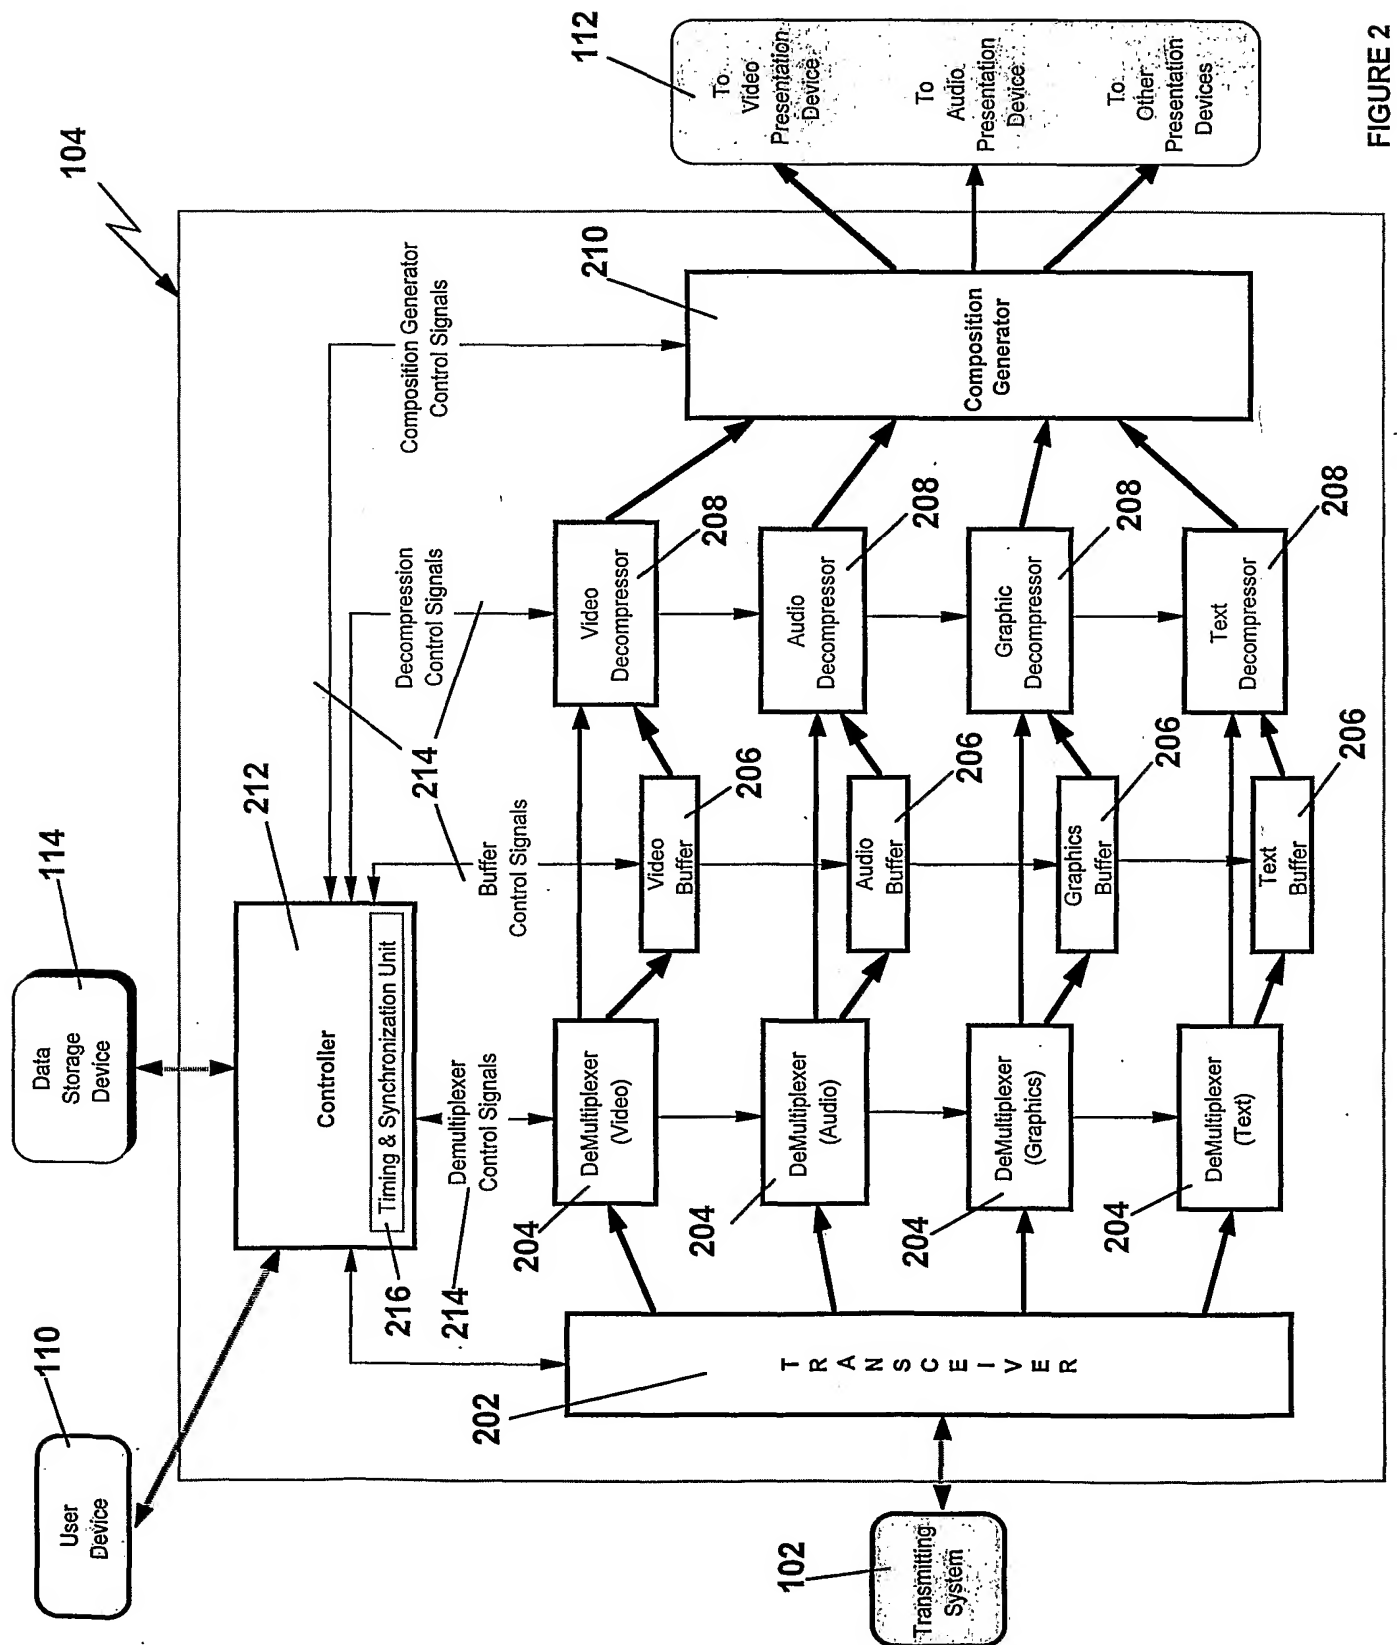 104
114
110
Data
Storage
Device
User
Device
212
Controller
Timing & Synchronization Unit
216
214
Composition Generator
Control Signals
Decompression
Control Signals
214
Buffer
Control Signals
Demultiplexer
Control Signals
202
TRANSCEIVER
102
Transmitting
System
204
DeMultiplexer
(Video)
204
DeMultiplexer
(Audio)
204
DeMultiplexer
(Graphics)
204
DeMultiplexer
(Text)
Video
Buffer
206
Audio
Buffer
206
Graphics
Buffer
206
Text
Buffer
206
Video
Decompressor
208
Audio
Decompressor
208
Graphic
Decompressor
208
Text
Decompressor
208
210
Composition
Generator
112
To
Video
Presentation
Device
To
Audio
Presentation
Device
To
Other
Presentation
Devices
FIGURE 2